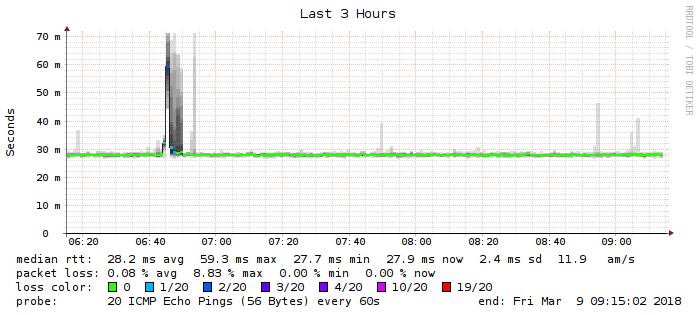 Last 3 Hours
RRDTOOL / TOBI OETIKER
Seconds
70 m
60 m
50 m
40 m
30 m
20 m
10 m
0
06:20 06:40 07:00 07:20 07:40 08:00 08:20 08:40 09:00
median rtt: 28.2 ms avg 59.3 ms max 27.7 ms min 27.9 ms now 2.4 ms sd 11.9 am/s
packet loss: 0.08 % avg 8.83 % max 0.00 % min 0.00 % now
loss color: 0 1/20 2/20 3/20 4/20 10/20 19/20
probe: 20 ICMP Echo Pings (56 Bytes) every 60s end: Fri Mar 9 09:15:02 2018